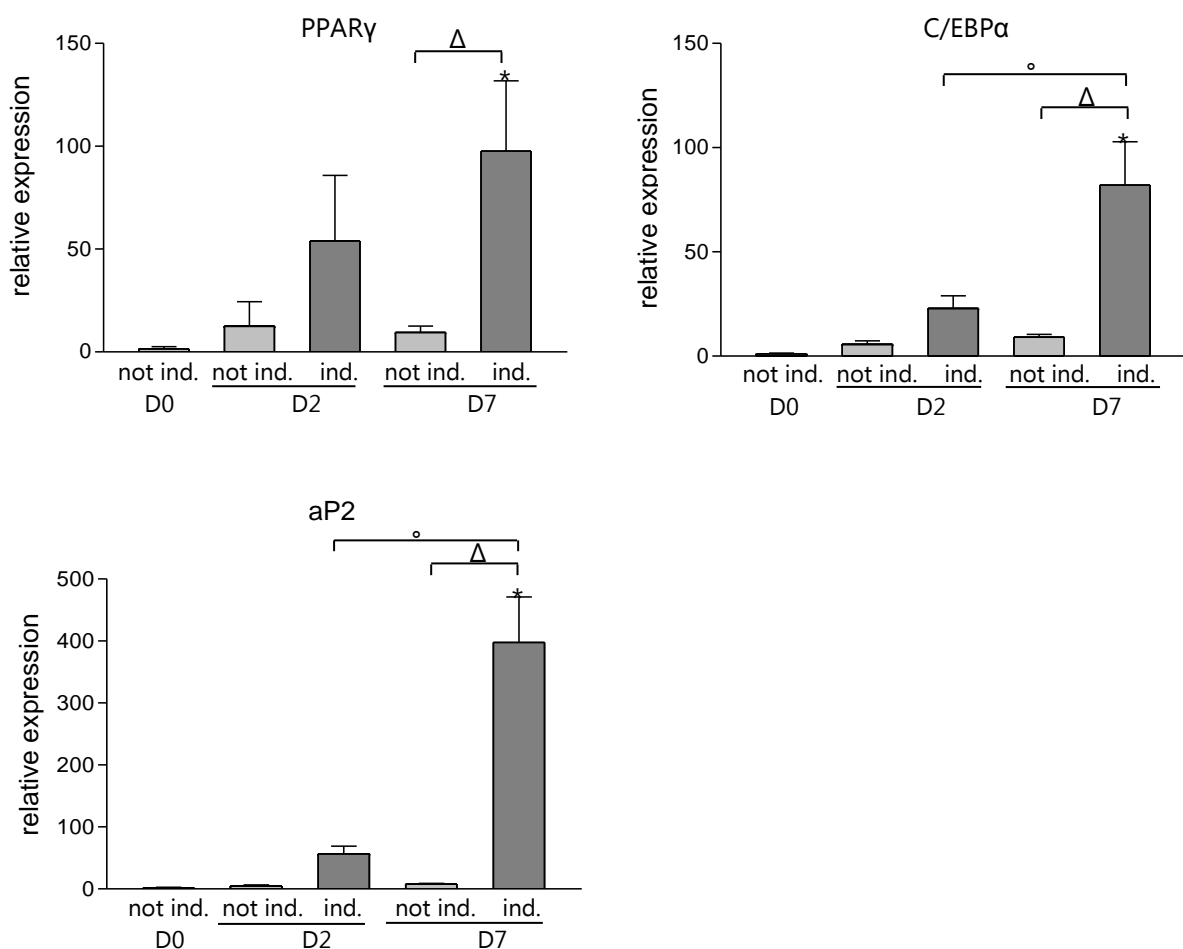 PPARγ
Δ
*
150
100
50
0
relative expression
not ind. not ind. ind. not ind. ind.
D0 D2 D7
C/EBPα
°
Δ
*
150
100
50
0
relative expression
not ind. not ind. ind. not ind. ind.
D0 D2 D7
aP2
°
Δ
*
500
400
300
200
100
0
relative expression
not ind. not ind. ind. not ind. ind.
D0 D2 D7